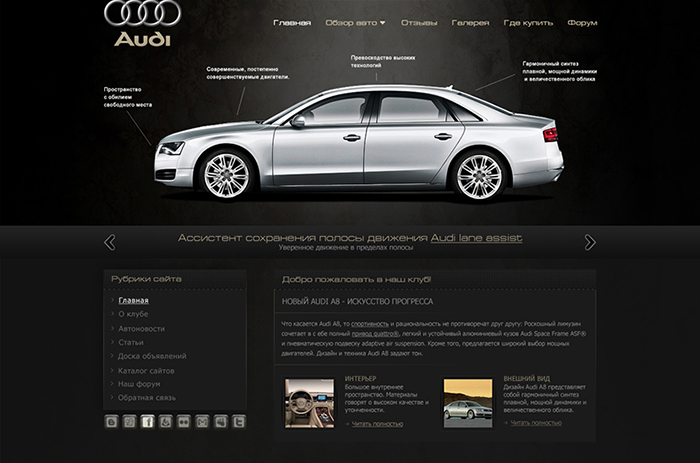 Audi
Главная Обзор авто Отзывы Галерея Где купить Форум
Пространство
с обилием
свободного места
Современные, постепенно
совершенствуемые двигатели.
Превосходство высоких
технологий
Гармоничный синтез
плавной, мощной динамики
и величественного облика
Ассистент сохранения полосы движения Audi lane assist
Уверенное движение в пределах полосы
Рубрики сайта
Главная
О клубе
Автоновости
Статьи
Доска объявлений
Каталог сайтов
Наш форум
Обратная связь
Добро пожаловать в наш клуб!
НОВЫЙ AUDI A8 - ИСКУССТВО ПРОГРЕССА
Что касается Audi A8, то спортивность и рациональность не противоречат друг другу: Роскошный лимузин
сочетает в с ебе полный привод quattro®, легкий и устойчивый алюминиевый кузов Audi Space Frame ASF®
и пневматическую подвеску adaptive air suspension. Кроме того, предлагается широкий выбор мощных
двигателей. Дизайн и техника Audi A8 задают тон.
ИНТЕРЬЕР
Большое внутреннее
пространство. Материалы
говорят о высоком качестве и
утонченности.
Читать полностью
ВНЕШНИЙ ВИД
Дизайн Audi A8 представляет
собой гармоничный синтез
плавной, мощной динамики и
величественного облика.
Читать полностью